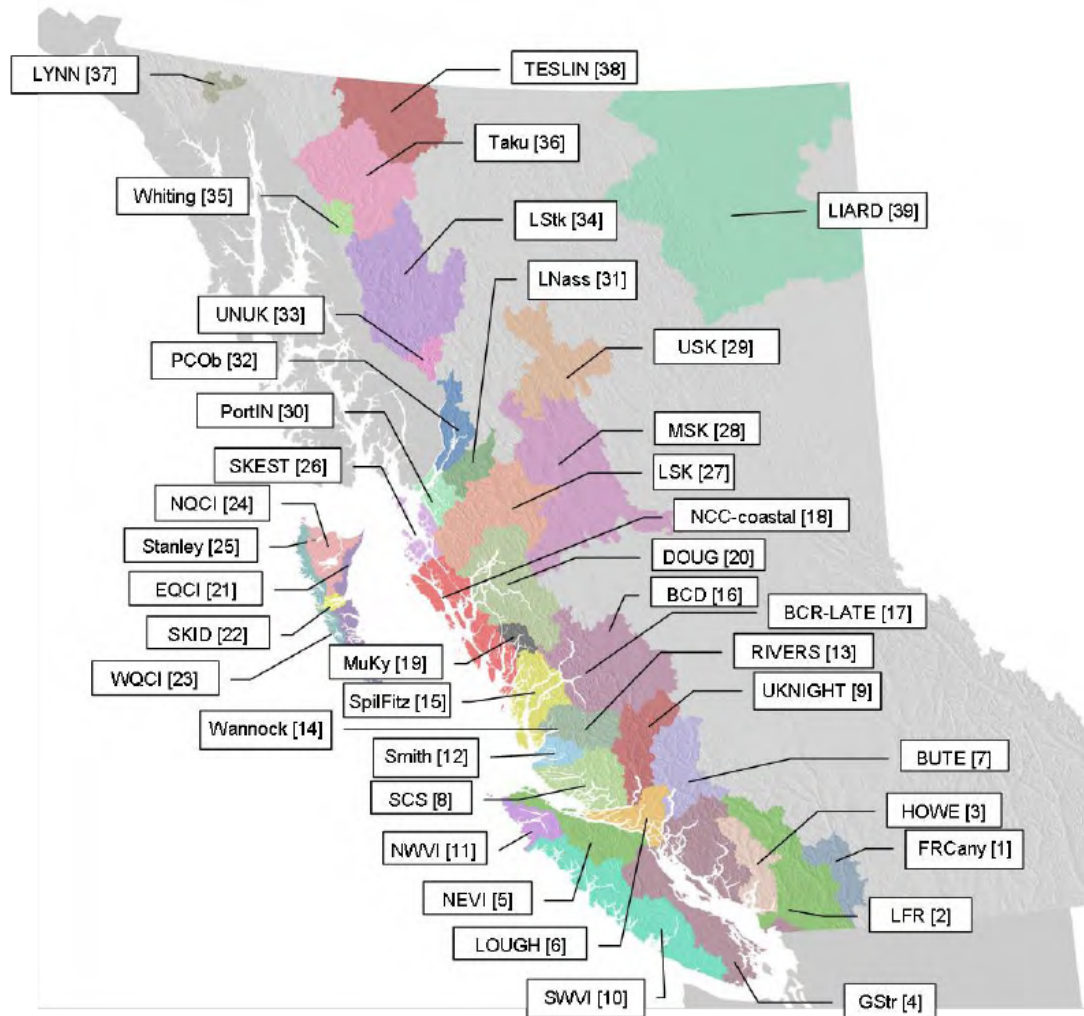 LYNN [37]
TESLIN [38]
Taku [36]
Whiting [35]
LStk [34]
LIARD [39]
LNass [31]
UNUK [33]
USK [29]
PCOb [32]
PortIN [30]
MSK [28]
SKEST [26]
LSK [27]
NQCI [24]
NCC-coastal [18]
Stanley [25]
DOUG [20]
EQCI [21]
BCD [16]
BCR-LATE [17]
SKID [22]
RIVERS [13]
MuKy [19]
WQCI [23]
UKNIGHT [9]
SpilFitz [15]
Wannock [14]
Smith [12]
BUTE [7]
SCS [8]
HOWE [3]
NWVI [11]
FRCany [1]
NEVI [5]
LFR [2]
LOUGH [6]
SWVI [10]
GStr [4]